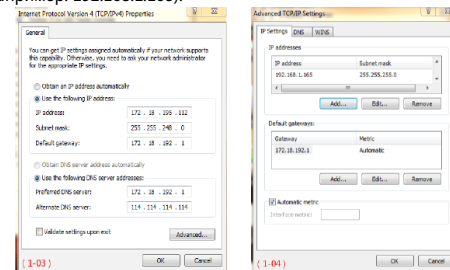 Internet Protocol Version 4 (TCP/IPv4) Properties
General
You can get IP settings assigned automatically if your network supports
this capability. Otherwise, you need to ask your network administrator
for the appropriate IP settings.
Obtain an IP address automatically
Use the following IP address:
IP address: 172 . 18 . 195 . 112
Subnet mask: 255 . 255 . 248 . 0
Default gateway: 172 . 18 . 192 . 1
Obtain DNS server address automatically
Use the following DNS server addresses:
Preferred DNS server: 172 . 18 . 192 . 1
Alternate DNS server: 114 . 114 . 114 . 114
Validate settings upon exit
Advanced...
(1-03)
OK Cancel
Advanced TCP/IP Settings
IP Settings DNS WINS
IP addresses
IP address Subnet mask
192.168.1.165 255.255.255.0
Add... Edit... Remove
Default gateways:
Gateway Metric
172.18.192.1 Automatic
Add... Edit... Remove
Automatic metric
Interface metric:
(1-04)
OK Cancel